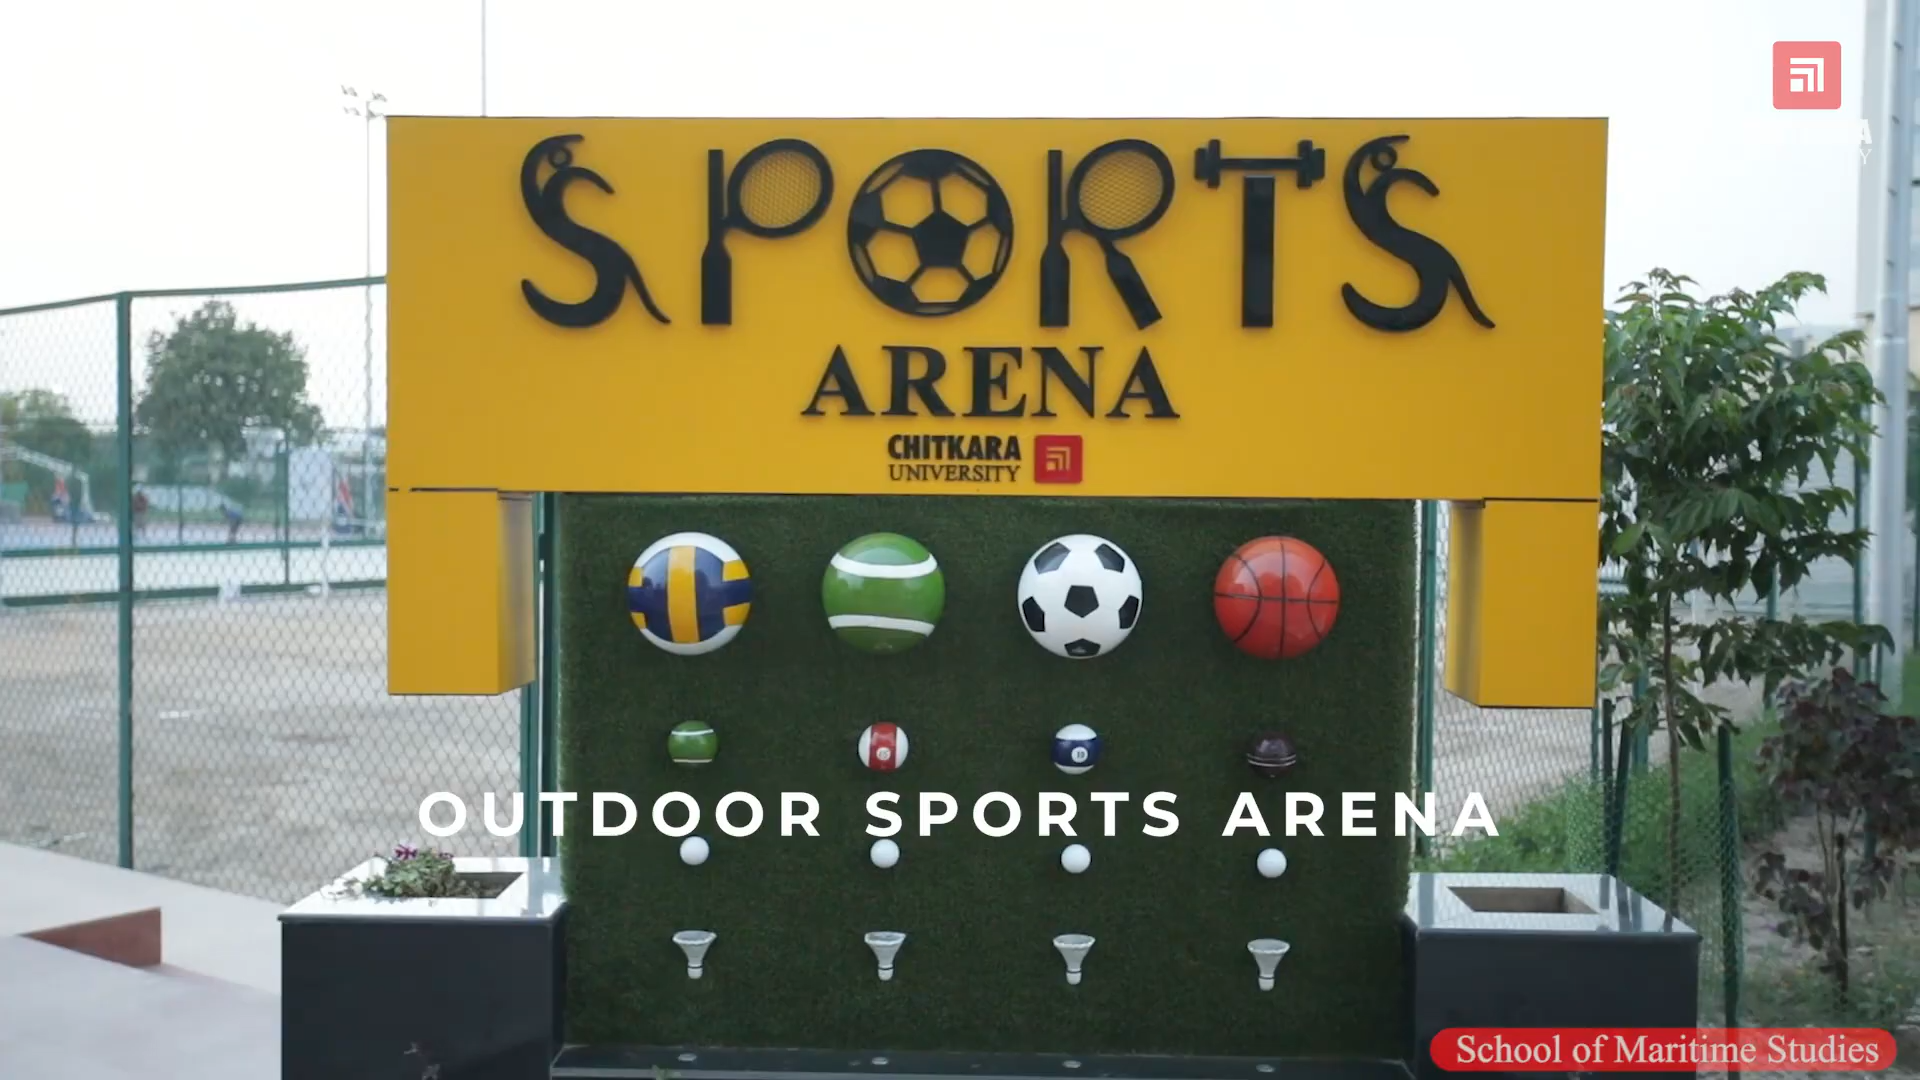 SPORTS
ARENA
CHITKARA
UNIVERSITY
OUTDOOR SPORTS ARENA
School of Maritime Studies